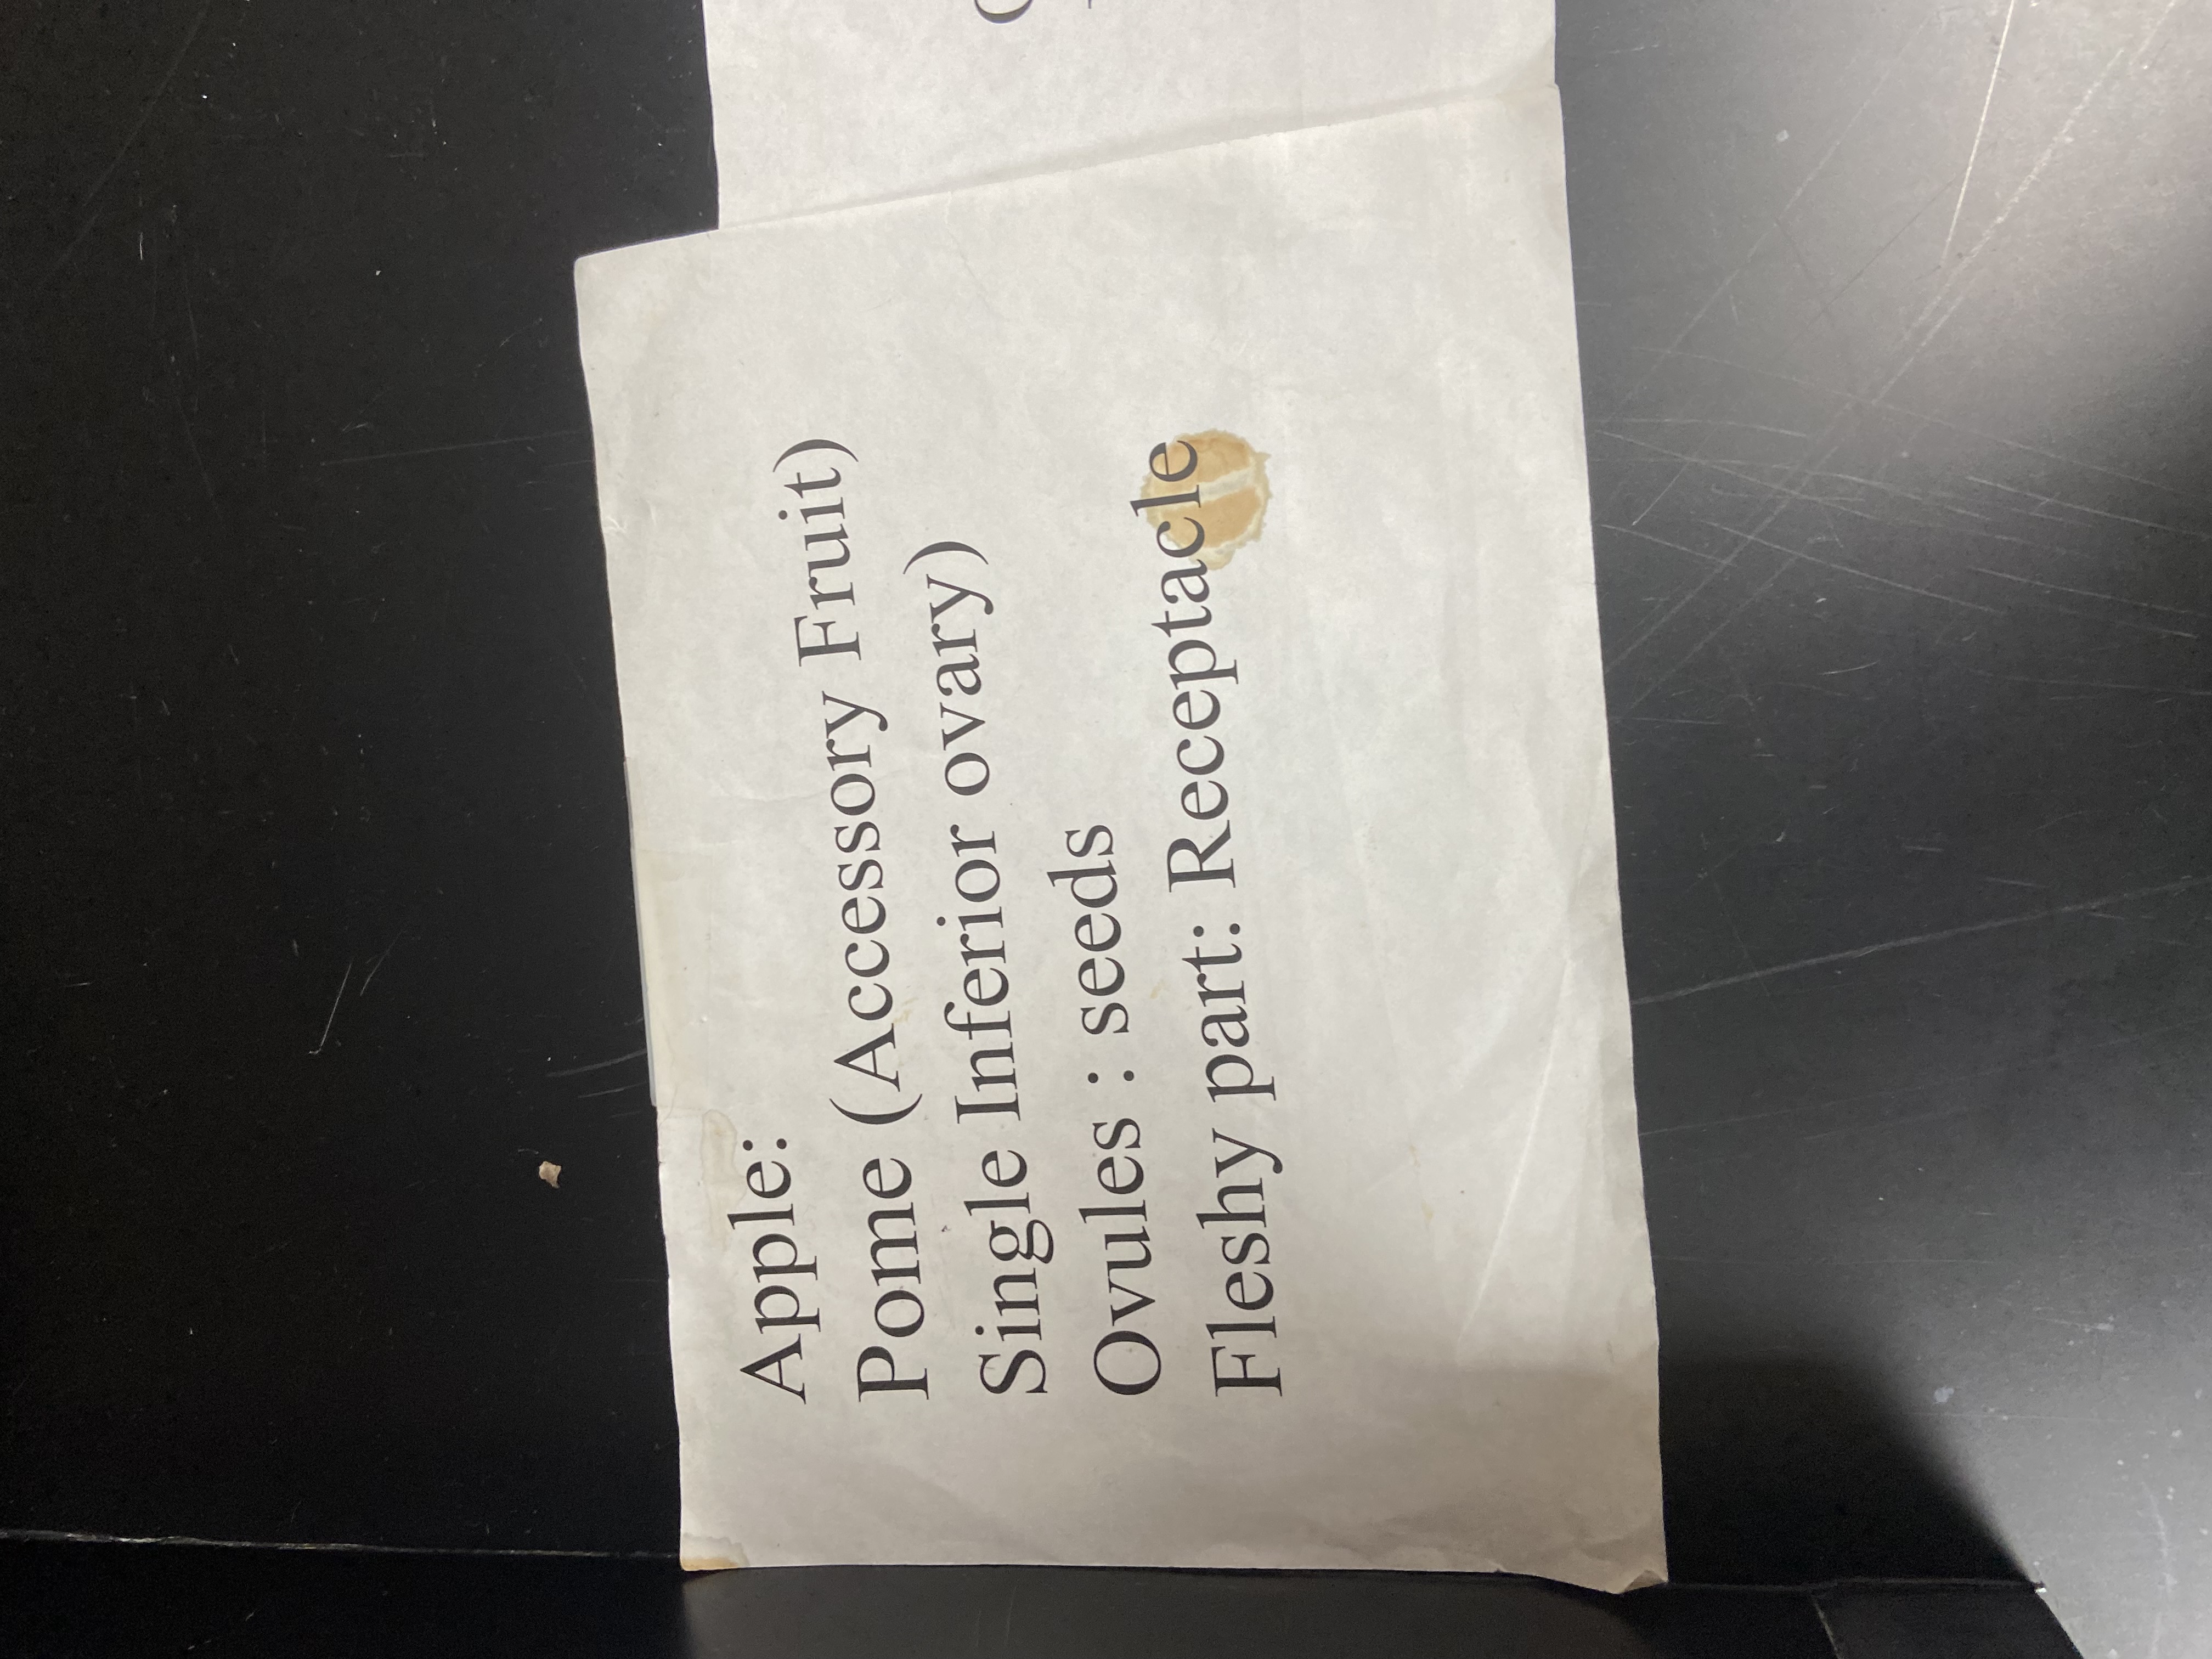 Apple:
Pome (Accessory Fruit)
Single Inferior ovary)
Ovules : seeds
Fleshy part: Receptacle